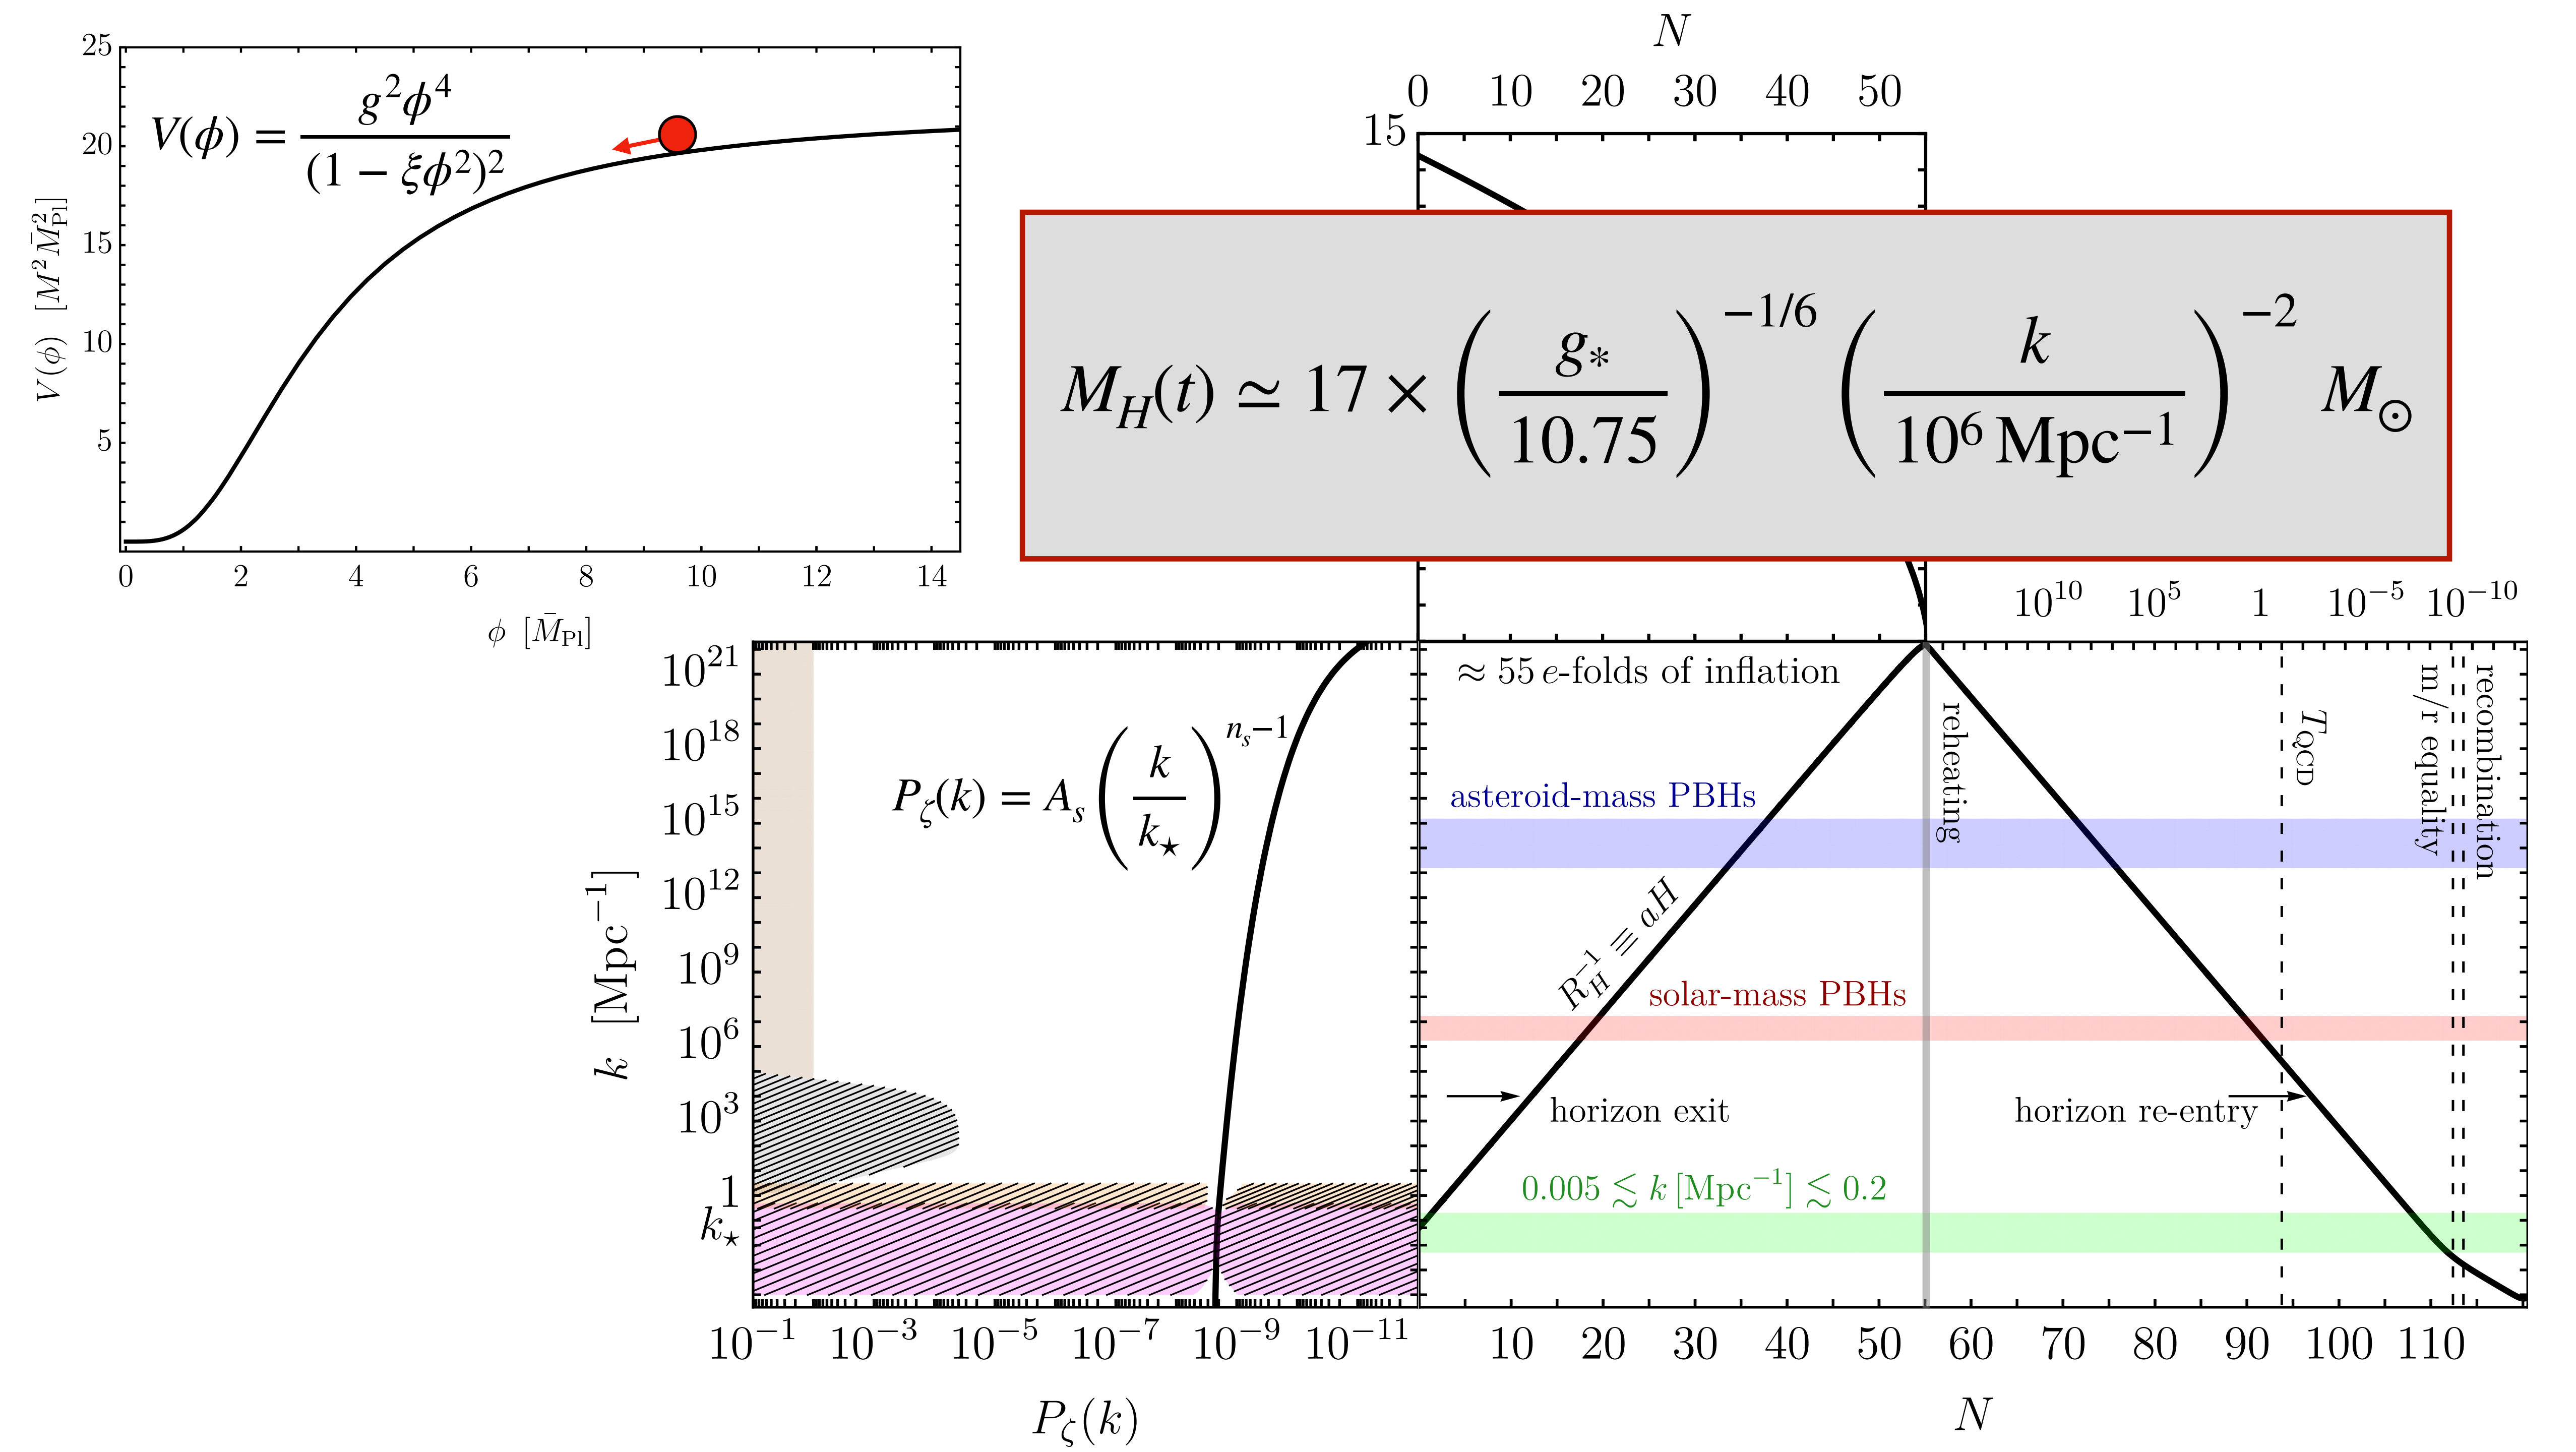 25
20
15
10
5
V(ϕ) = g²ϕ⁴ / (1 − ξϕ²)²
V(ϕ) [M² M̄²_Pl]
0 2 4 6 8 10 12 14
ϕ [M̄_Pl]
N
0 10 20 30 40 50
15
M_H(t) ≃ 17 × (g_* / 10.75)^{−1/6} (k / 10⁶ Mpc⁻¹)^{−2} M_⊙
10¹⁰ 10⁵ 1 10⁻⁵ 10⁻¹⁰
10²¹
10¹⁸
10¹⁵
10¹²
10⁹
10⁶
10³
1
k_⋆
k [Mpc⁻¹]
P_ζ(k) = A_s (k / k_⋆)^{n_s−1}
10⁻¹ 10⁻³ 10⁻⁵ 10⁻⁷ 10⁻⁹ 10⁻¹¹
P_ζ(k)
≈ 55 e-folds of inflation
reheating
T_QCD
m/r equality
recombination
asteroid-mass PBHs
R_H⁻¹ ≡ aH
solar-mass PBHs
horizon exit
horizon re-entry
0.005 ≲ k [Mpc⁻¹] ≲ 0.2
10 20 30 40 50 60 70 80 90 100 110
N